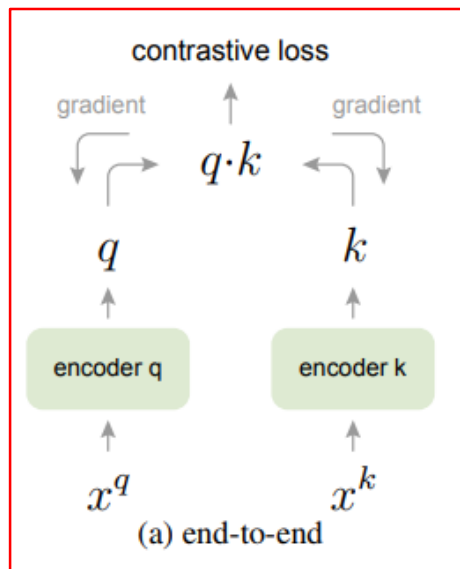 contrastive loss
gradient gradient
q·k
q k
encoder q encoder k
x^q x^k
(a) end-to-end